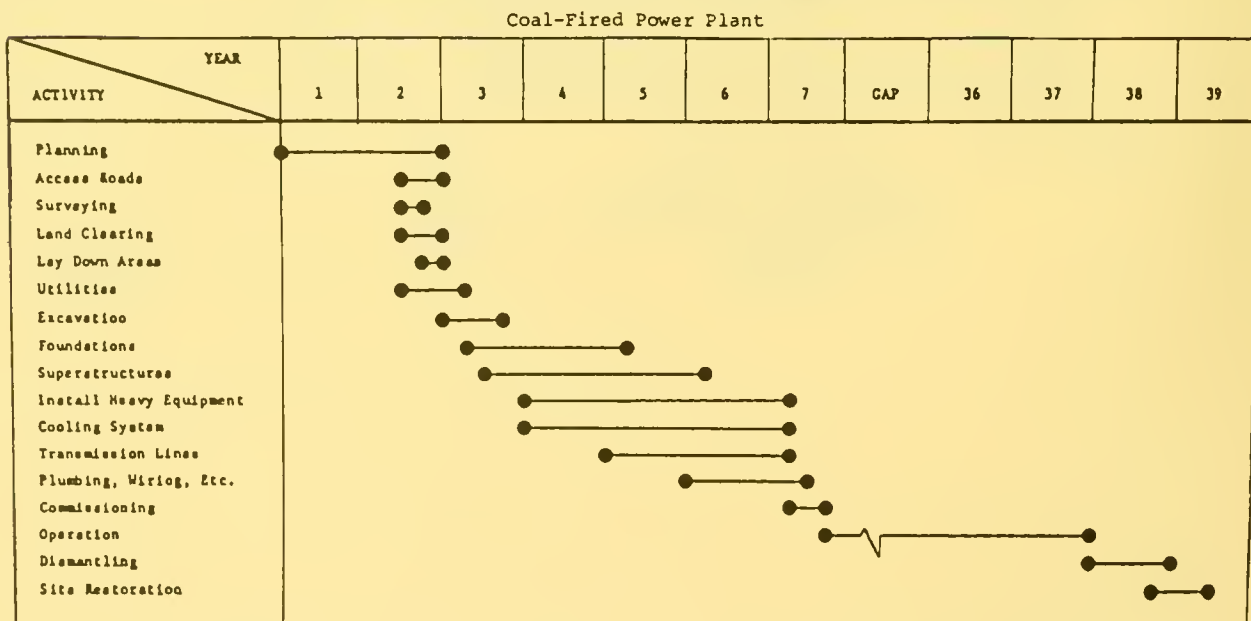 Coal-Fired Power Plant
YEAR
ACTIVITY 1 2 3 4 5 6 7 GAP 36 37 38 39
Planning
Access Roads
Surveying
Land Clearing
Lay Down Areas
Utilities
Excavation
Foundations
Superstructures
Install Heavy Equipment
Cooling System
Transmission Lines
Plumbing, Wiring, Etc.
Commissioning
Operation
Dismantling
Site Restoration